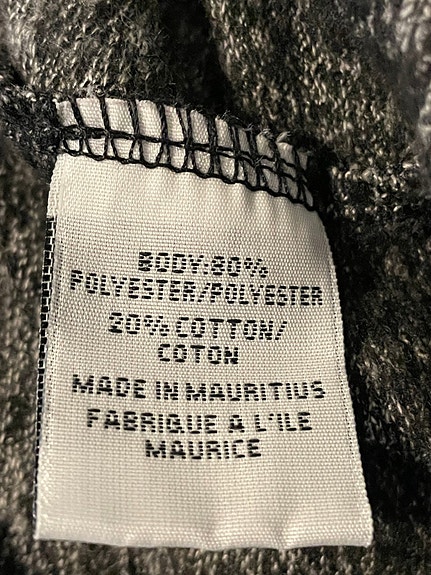 BODY:80%
POLYESTER/POLYESTER
20% COTTON/
COTON
MADE IN MAURITIUS
FABRIQUE A L'ILE
MAURICE